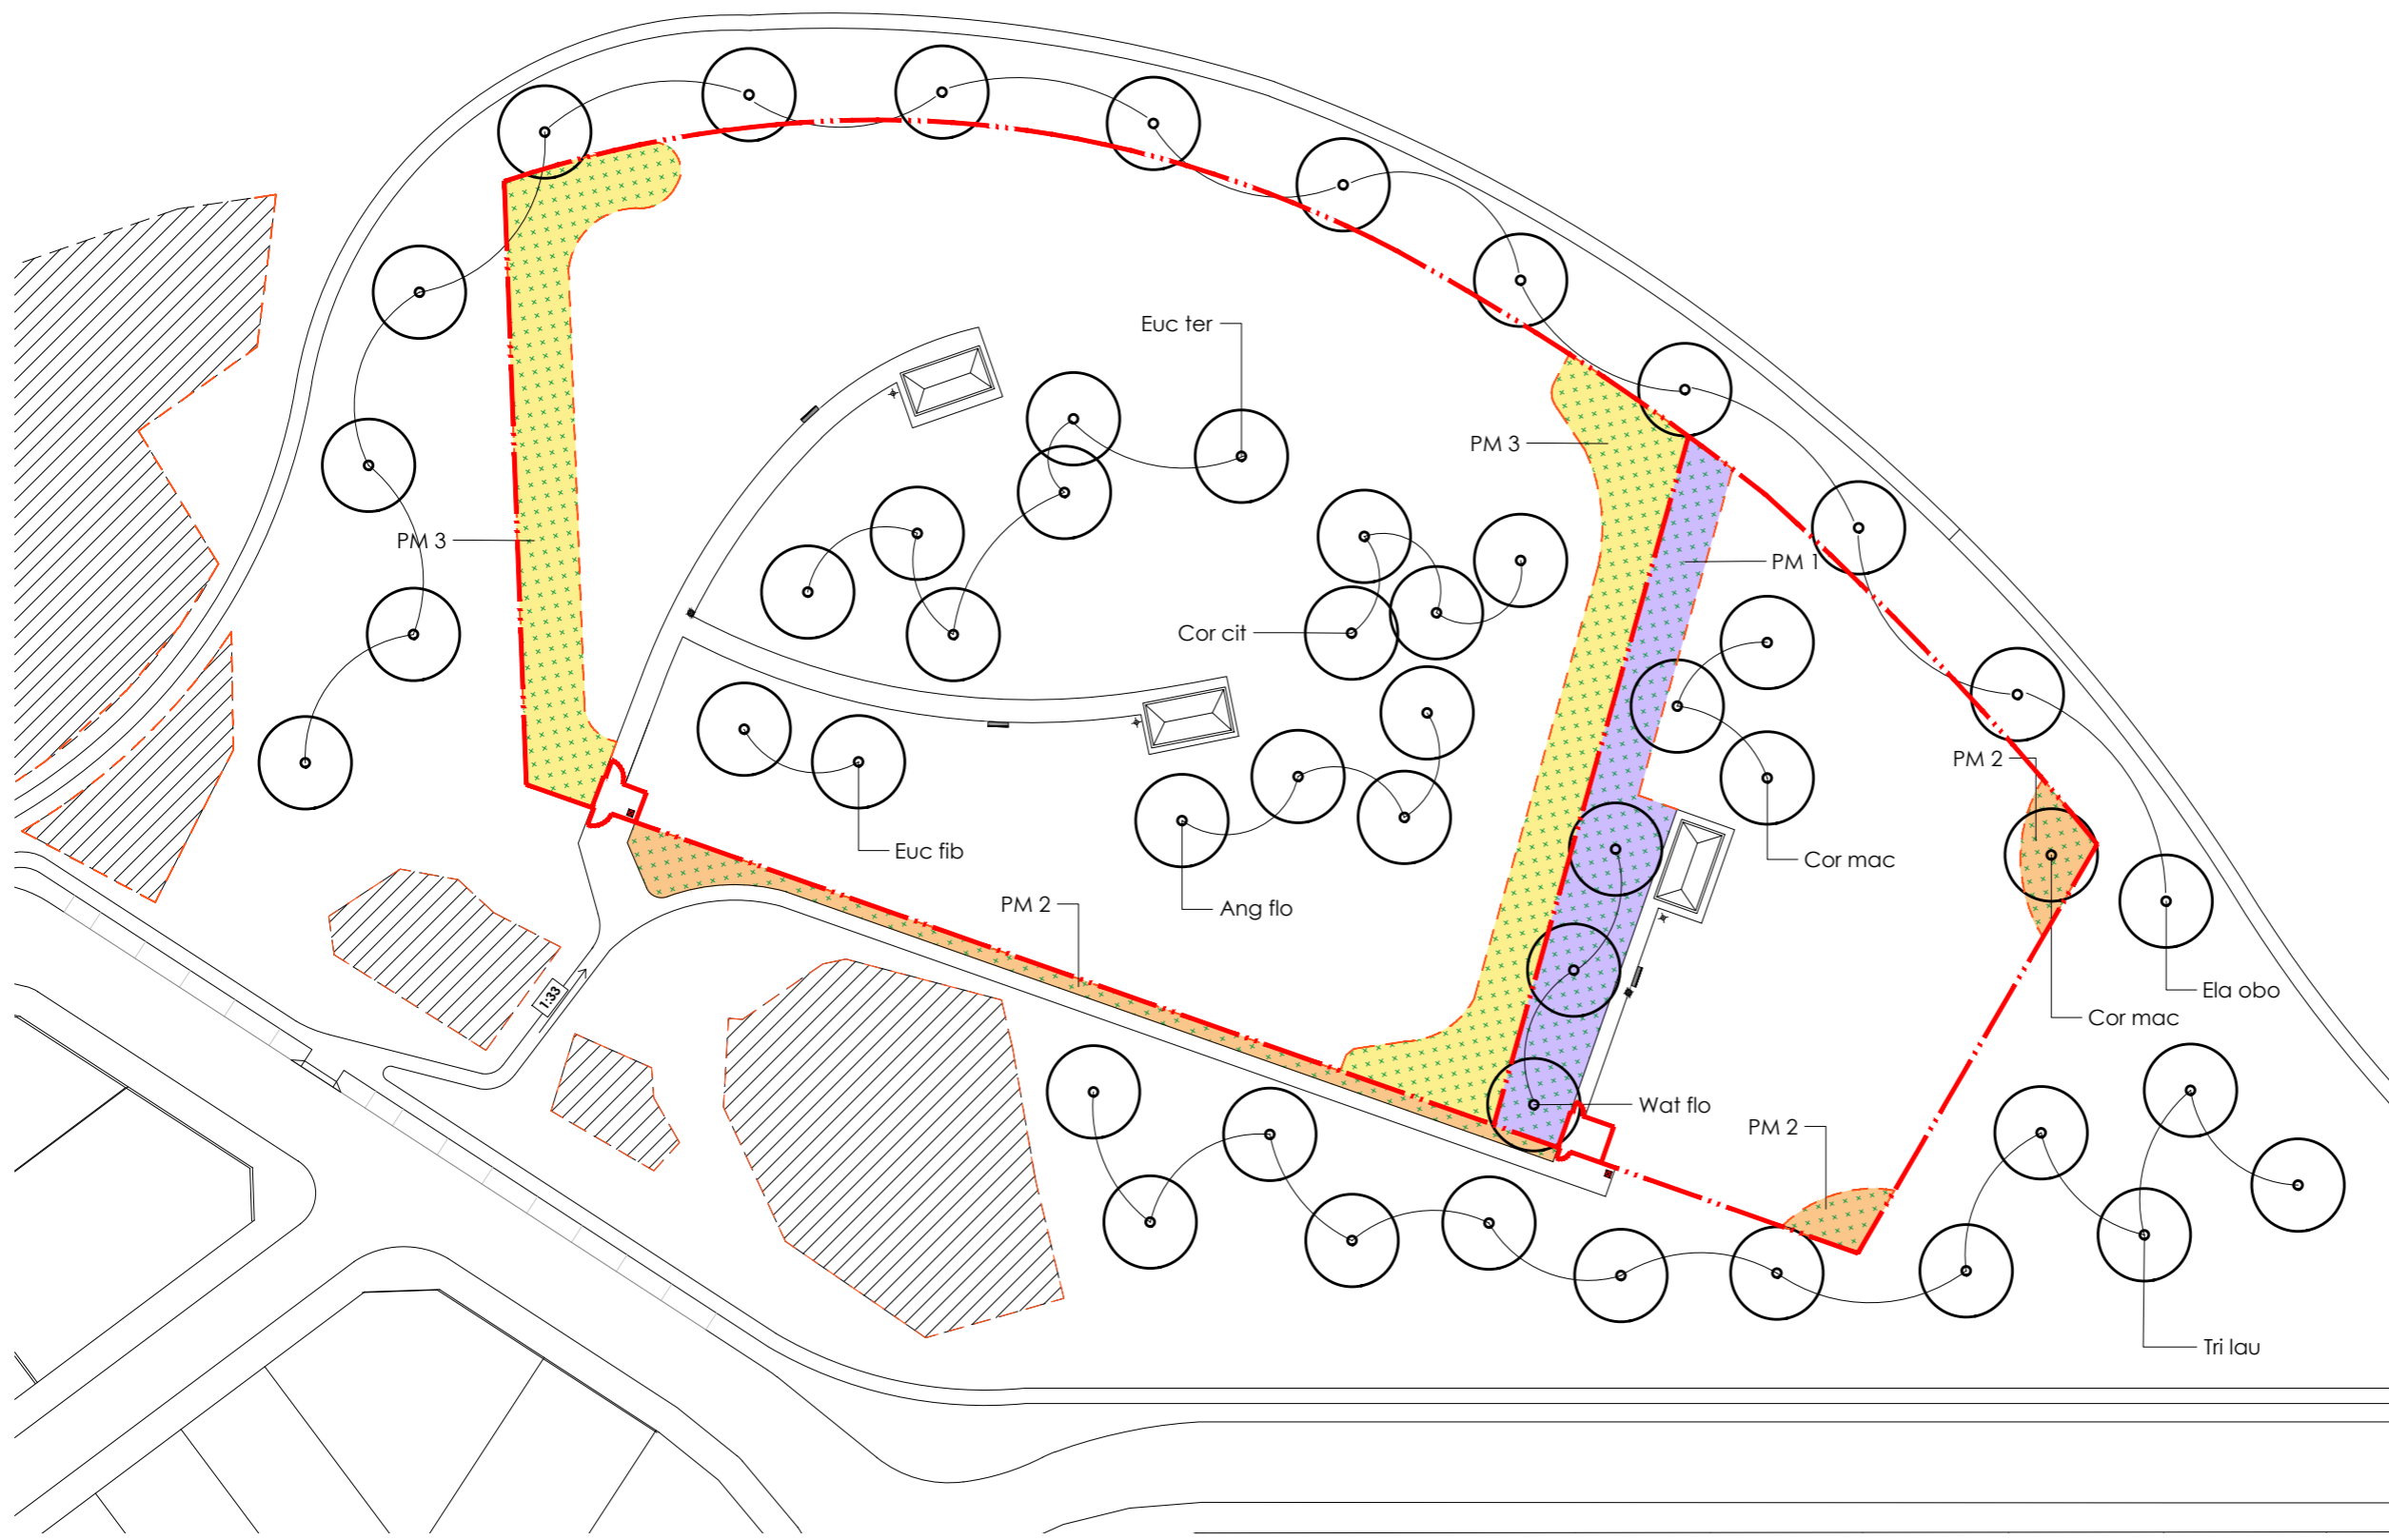 Euc ter
PM 3
PM 3
PM 1
Cor cit
PM 2
Euc fib
Cor mac
PM 2
Ang flo
1:33
Ela obo
Cor mac
Wat flo
PM 2
Tri lau